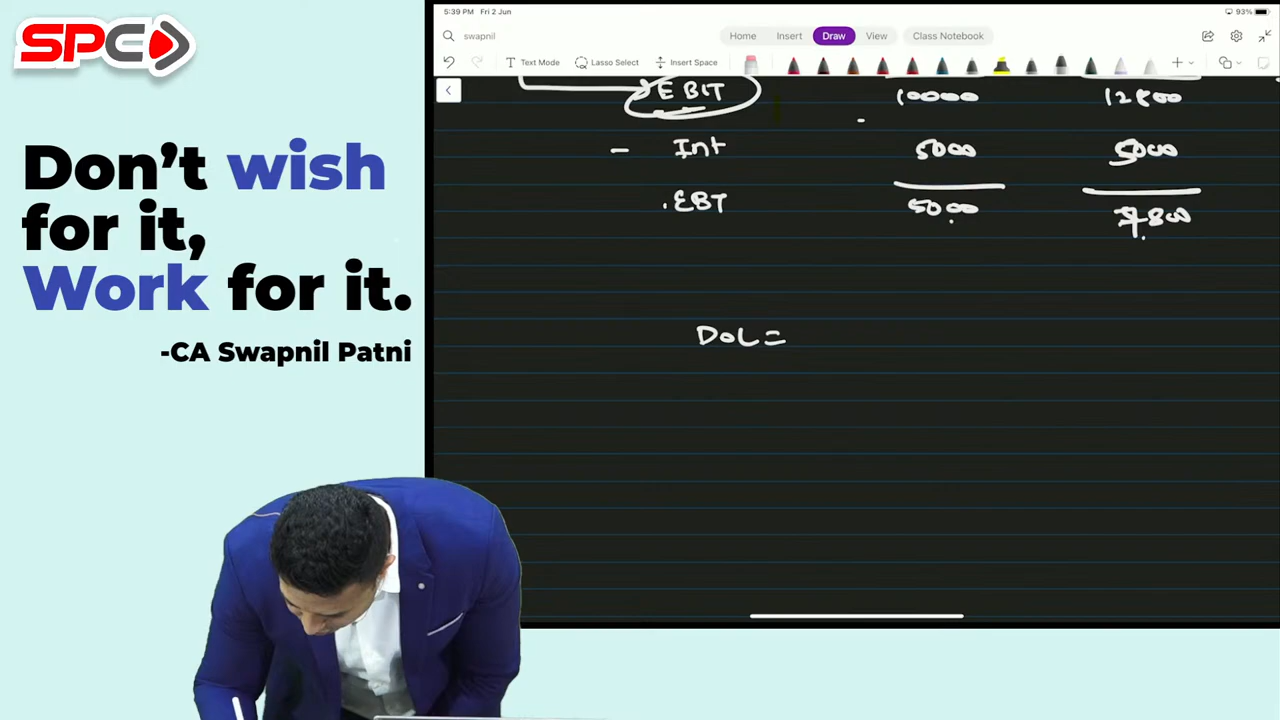 SPC
Don't wish
for it,
Work for it.
-CA Swapnil Patni
5:39 PM Fri 2 Jun
93%
swapnil
Home Insert Draw View Class Notebook
Text Mode Lasso Select Insert Space
EBIT 10000 12800
- Int 5000 5000
EBT 5000 7800
DOL=